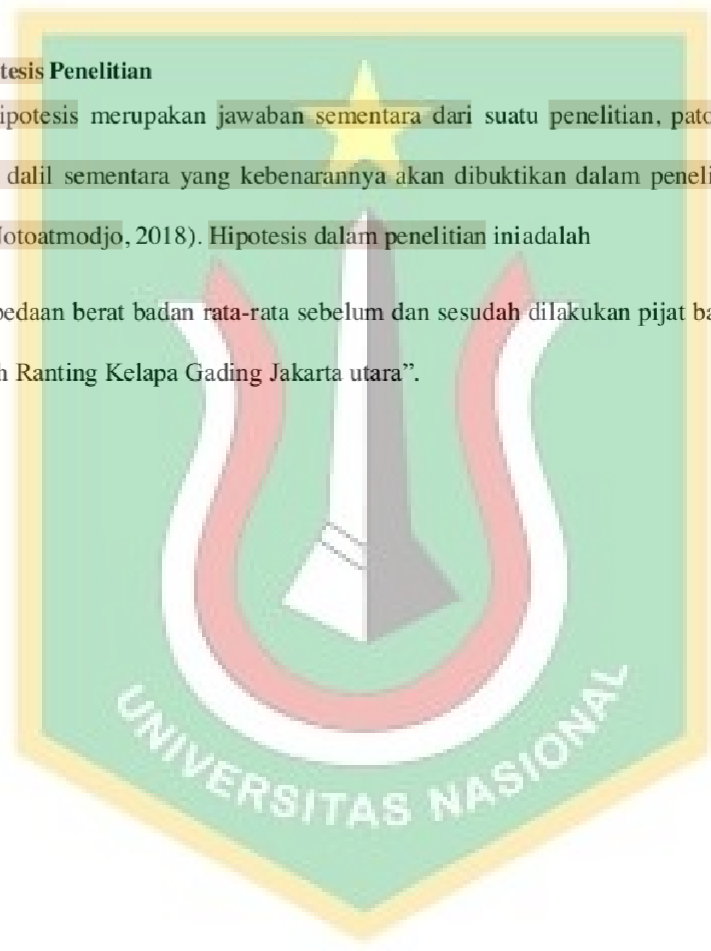 tesis Penelitian
ipotesis merupakan jawaban sementara dari suatu penelitian, pato
dalil sementara yang kebenarannya akan dibuktikan dalam peneli
otoatmodjo, 2018). Hipotesis dalam penelitian iniadalah
bedaan berat badan rata-rata sebelum dan sesudah dilakukan pijat ba
h Ranting Kelapa Gading Jakarta utara”.
UNIVERSITAS NASIONAL